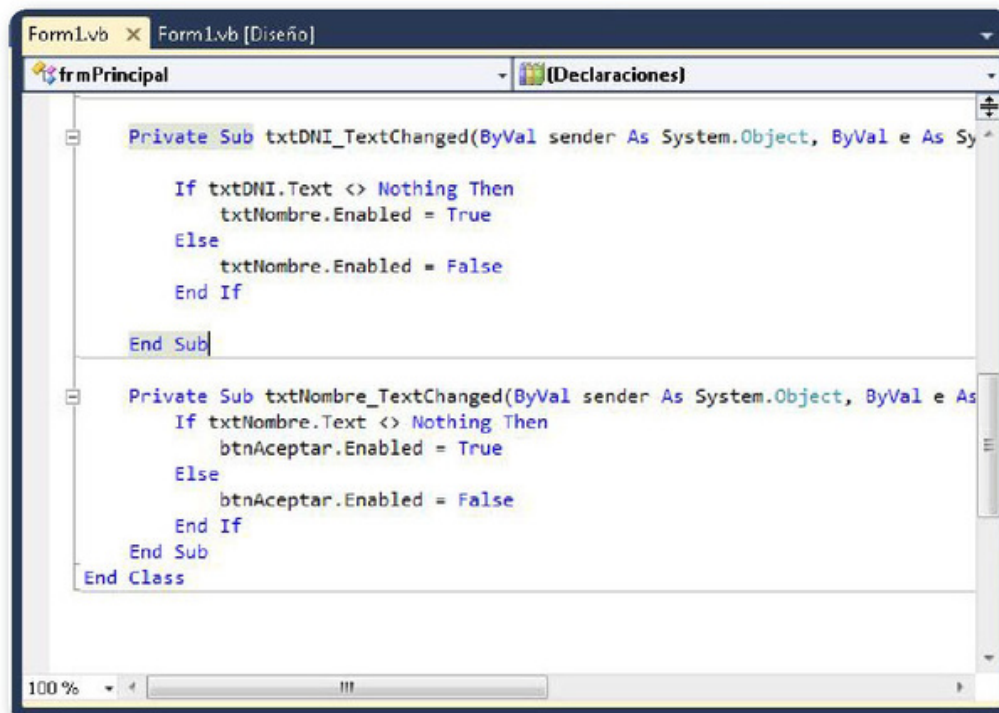 Form1.vb Form1.vb [Diseño]
frmPrincipal (Declaraciones)
Private Sub txtDNI_TextChanged(ByVal sender As System.Object, ByVal e As Sy
If txtDNI.Text <> Nothing Then
txtNombre.Enabled = True
Else
txtNombre.Enabled = False
End If
End Sub
Private Sub txtNombre_TextChanged(ByVal sender As System.Object, ByVal e As
If txtNombre.Text <> Nothing Then
btnAceptar.Enabled = True
Else
btnAceptar.Enabled = False
End If
End Sub
End Class
100 %